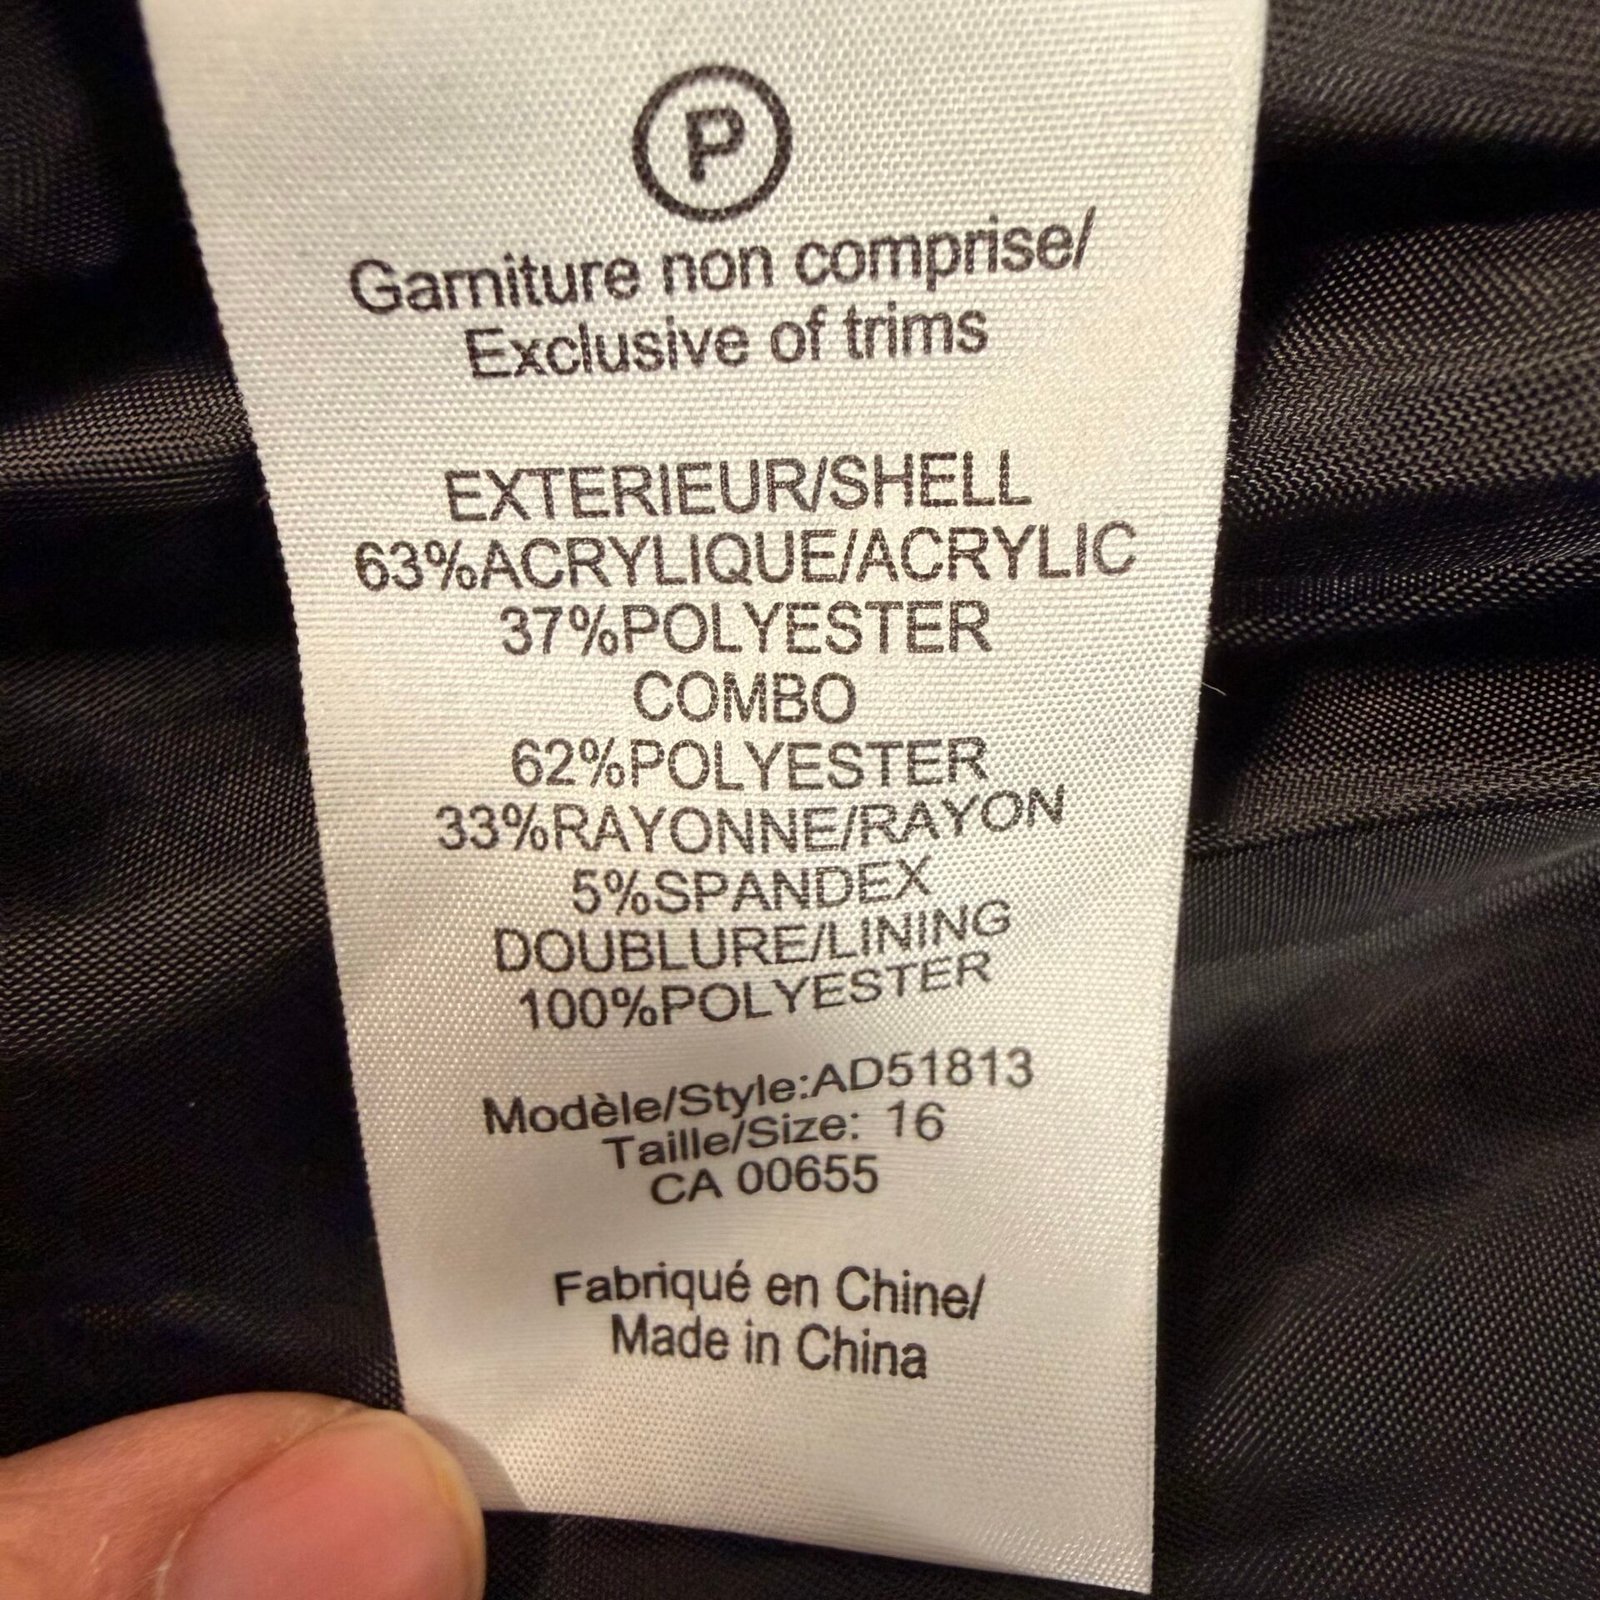 P
Garniture non comprise/
Exclusive of trims
EXTERIEUR/SHELL
63%ACRYLIQUE/ACRYLIC
37%POLYESTER
COMBO
62%POLYESTER
33%RAYONNE/RAYON
5%SPANDEX
DOUBLURE/LINING
100%POLYESTER
Modèle/Style:AD51813
Taille/Size: 16
CA 00655
Fabriqué en Chine/
Made in China